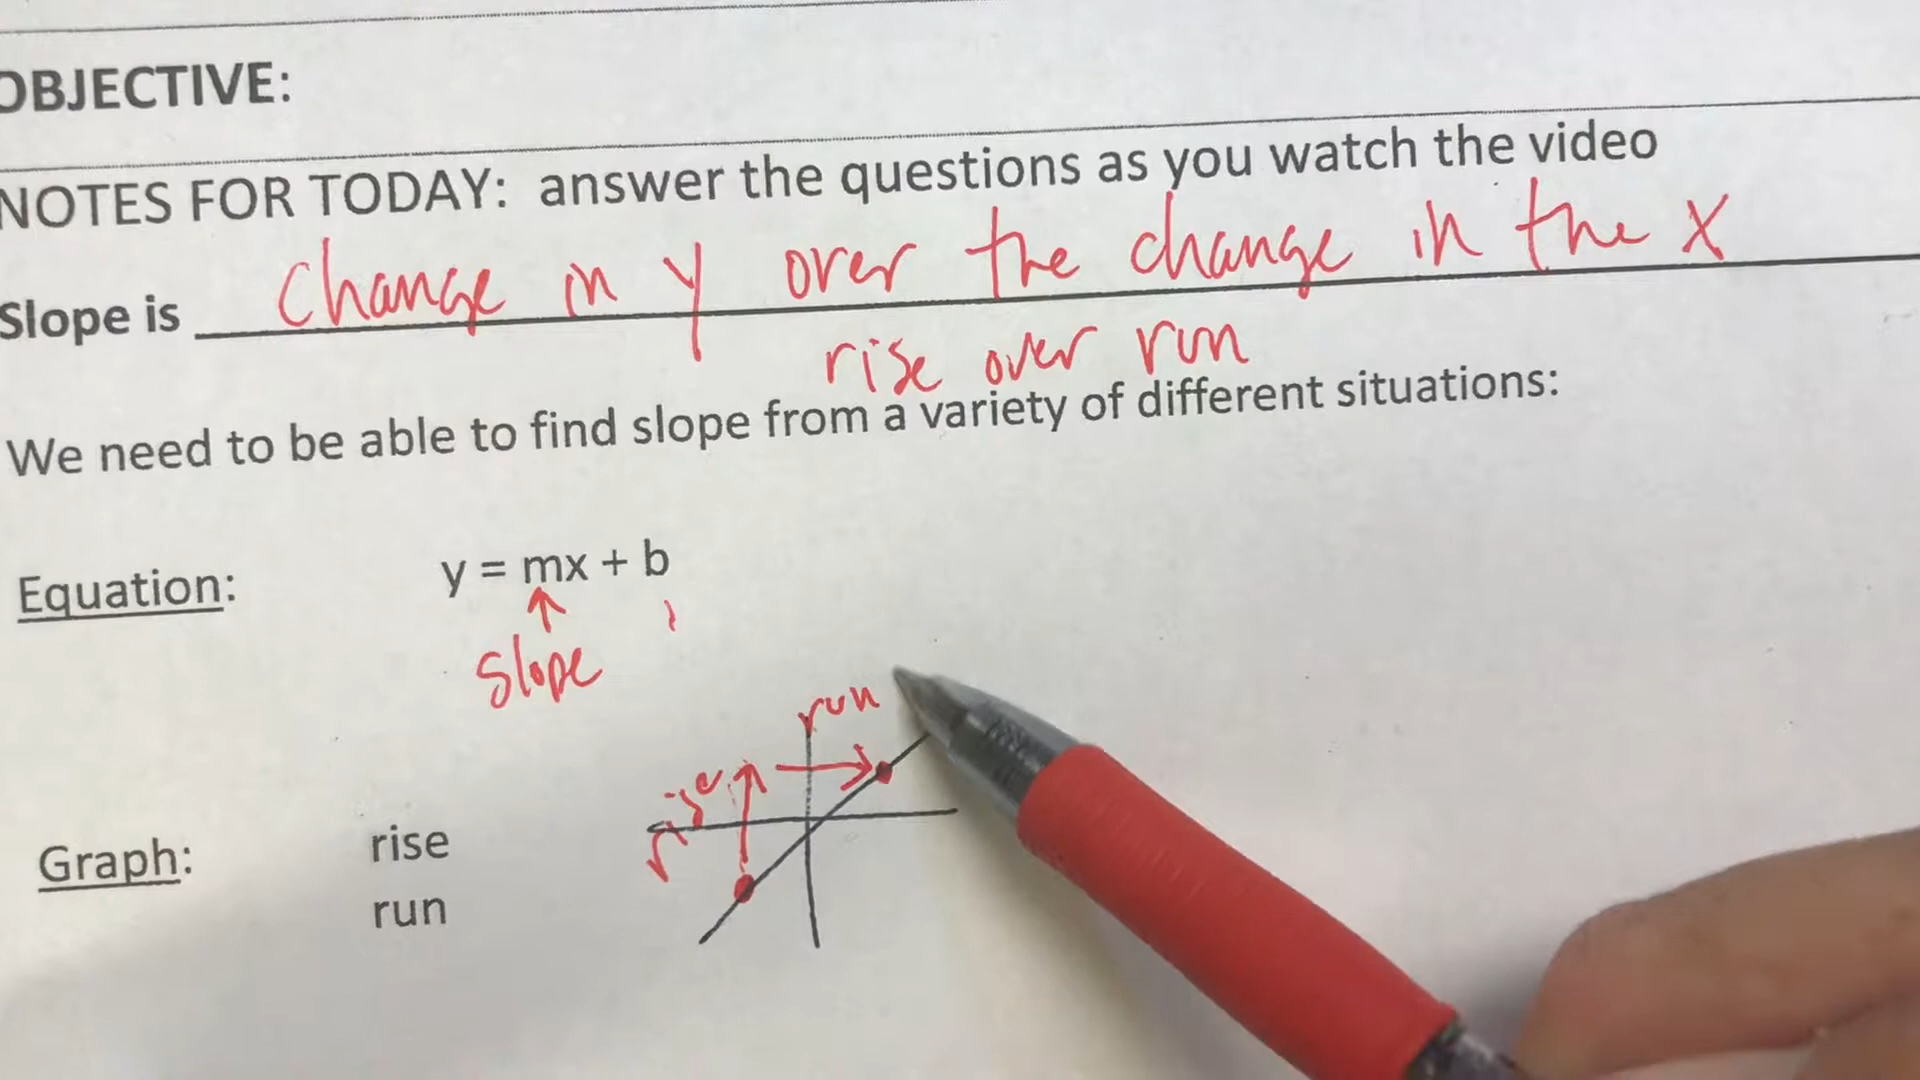 OBJECTIVE:
NOTES FOR TODAY: answer the questions as you watch the video
Slope is change in y over the change in the x
rise over run
We need to be able to find slope from a variety of different situations:
Equation: y = mx + b
slope
run
rise
Graph: rise
run